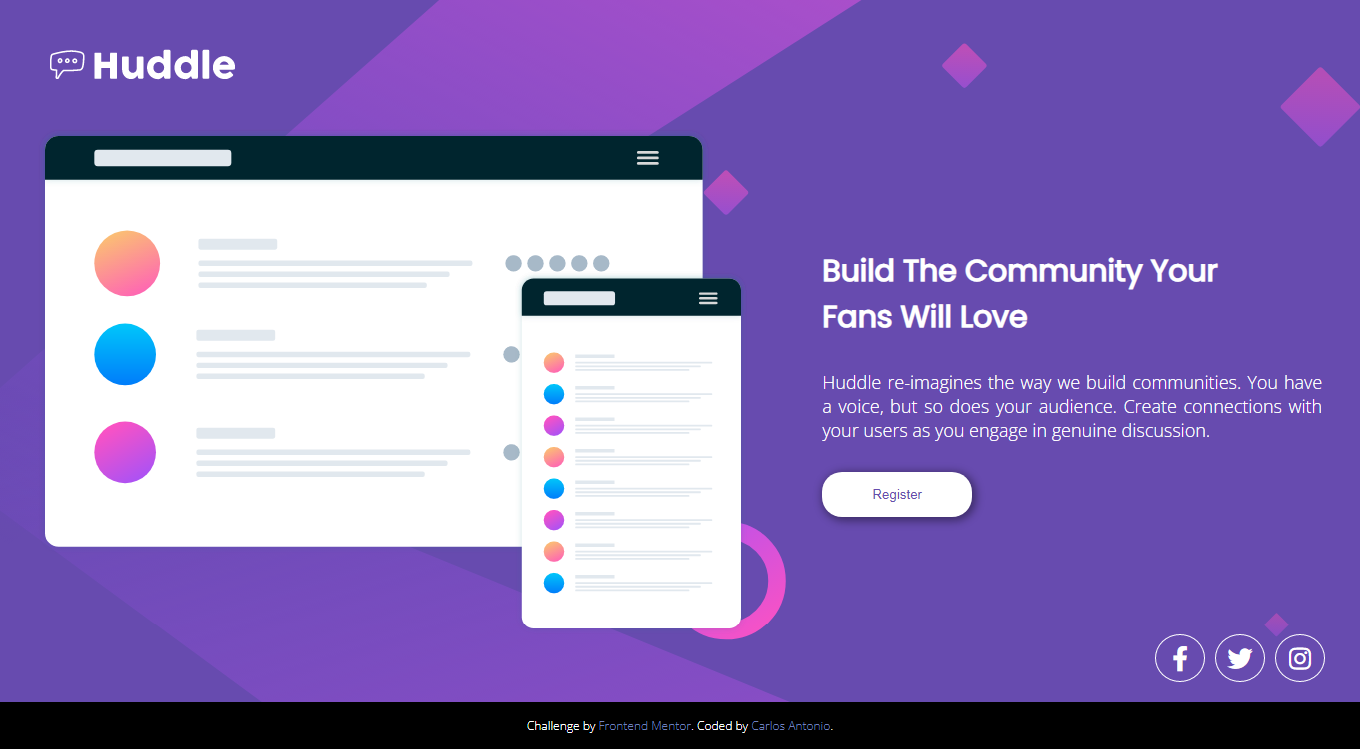 Huddle
Build The Community Your
Fans Will Love
Huddle re-imagines the way we build communities. You have
a voice, but so does your audience. Create connections with
your users as you engage in genuine discussion.
Register
Challenge by Frontend Mentor. Coded by Carlos Antonio.